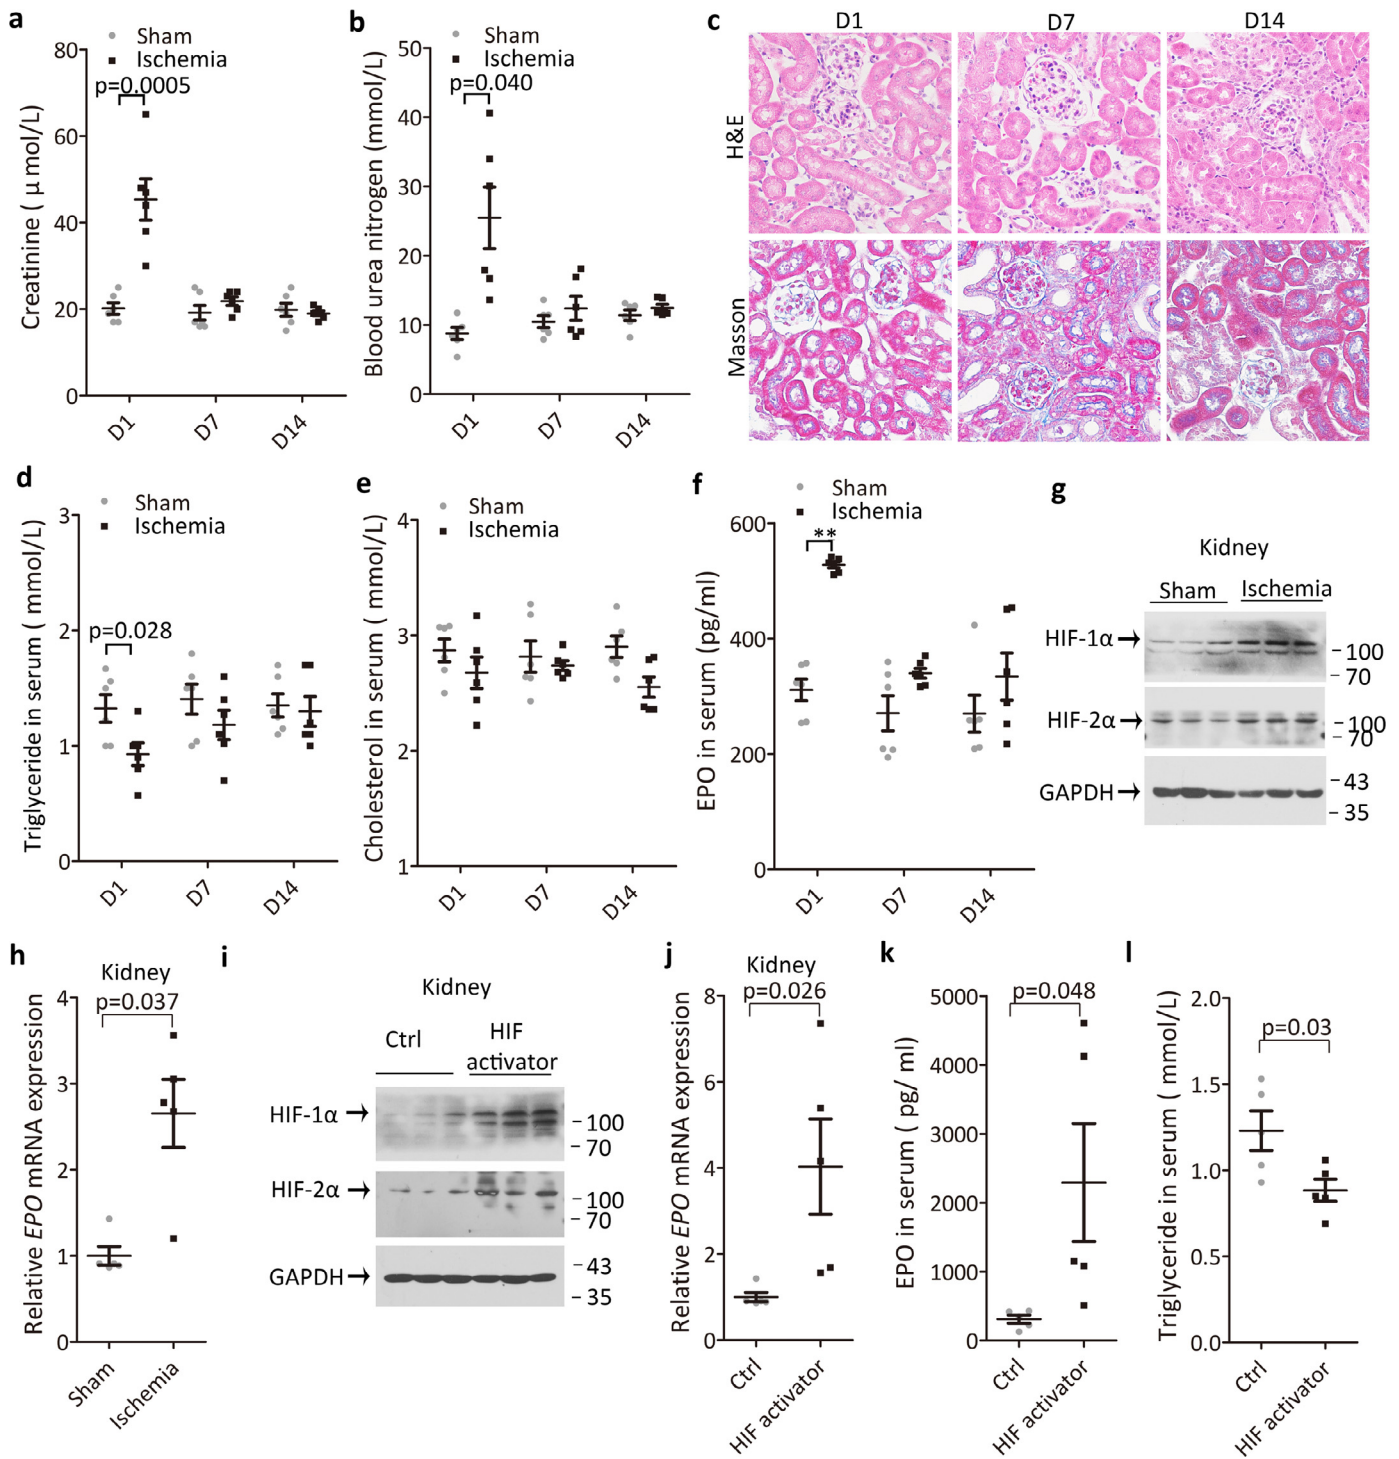 a
Sham
Ischemia
p=0.0005
Creatinine ( μ mol/L)
80
60
40
20
0
D1
D7
D14
b
Sham
Ischemia
p=0.040
Blood urea nitrogen (mmol/L)
50
40
30
20
10
0
D1
D7
D14
c
D1
D7
D14
H&E
Masson
d
Sham
Ischemia
p=0.028
Triglyceride in serum ( mmol/L)
3
2
1
0
D1
D7
D14
e
Sham
Ischemia
Cholesterol in serum ( mmol/L)
4
3
2
1
D1
D7
D14
f
Sham
Ischemia
**
EPO in serum (pg/ml)
600
400
200
0
D1
D7
D14
g
Kidney
Sham
Ischemia
HIF-1α
100
70
HIF-2α
100
70
GAPDH
43
35
h
Kidney
p=0.037
Relative EPO mRNA expression
4
3
2
1
0
Sham
Ischemia
i
Kidney
Ctrl
HIF
activator
HIF-1α
100
70
HIF-2α
100
70
GAPDH
43
35
j
Kidney
p=0.026
Relative EPO mRNA expression
8
6
4
2
0
Ctrl
HIF activator
k
p=0.048
EPO in serum ( pg/ ml)
5000
4000
3000
2000
1000
0
Ctrl
HIF activator
l
p=0.03
Triglyceride in serum ( mmol/L)
2.0
1.5
1.0
0.5
0.0
Ctrl
HIF activator